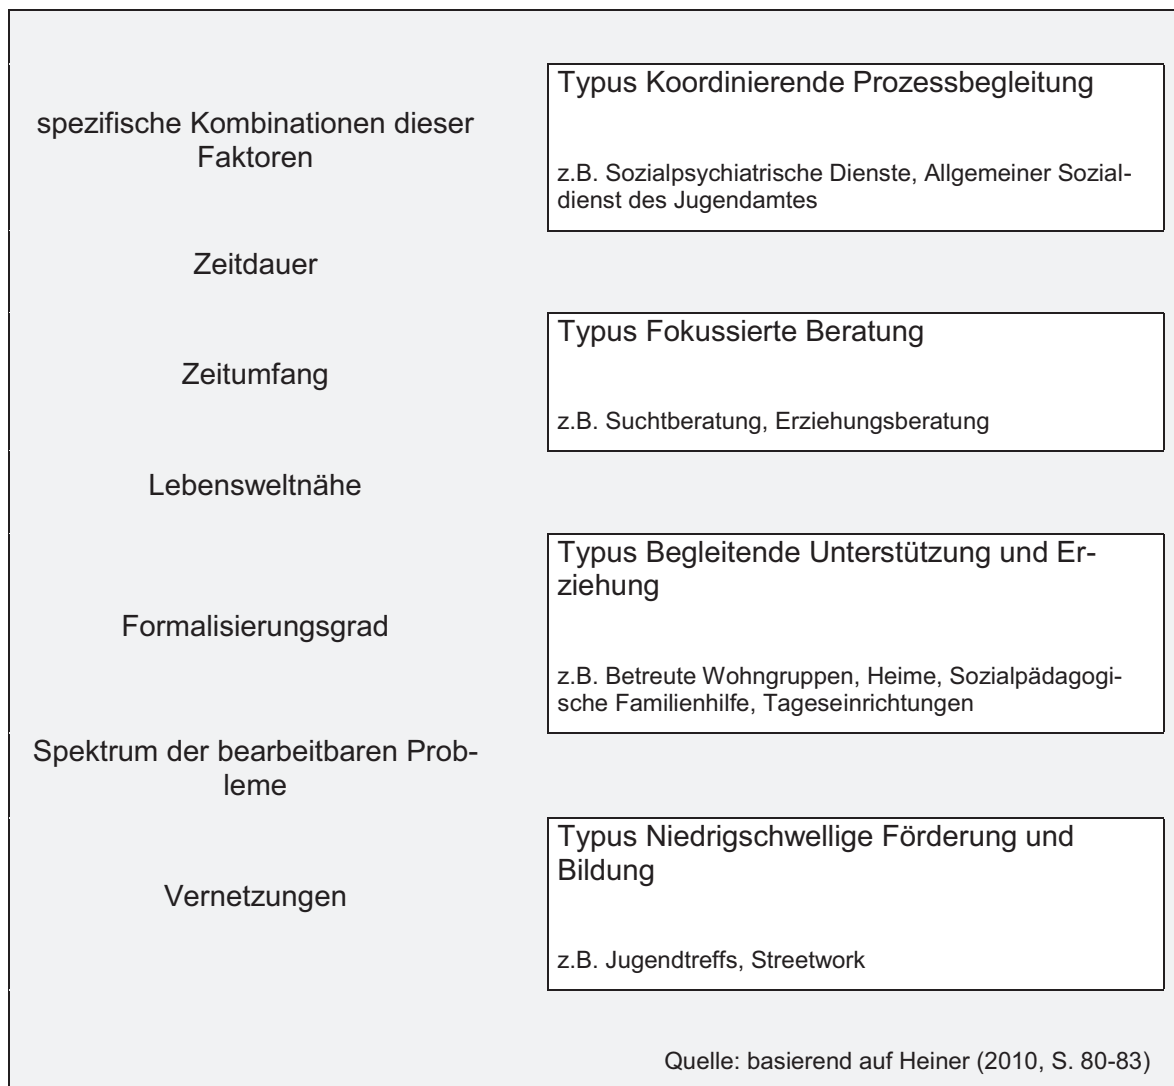 spezifische Kombinationen dieser
Faktoren
Zeitdauer
Zeitumfang
Lebensweltnähe
Formalisierungsgrad
Spektrum der bearbeitbaren Prob-
leme
Vernetzungen
Typus Koordinierende Prozessbegleitung
z.B. Sozialpsychiatrische Dienste, Allgemeiner Sozial-
dienst des Jugendamtes
Typus Fokussierte Beratung
z.B. Suchtberatung, Erziehungsberatung
Typus Begleitende Unterstützung und Er-
ziehung
z.B. Betreute Wohngruppen, Heime, Sozialpädagogi-
sche Familienhilfe, Tageseinrichtungen
Typus Niedrigschwellige Förderung und
Bildung
z.B. Jugendtreffs, Streetwork
Quelle: basierend auf Heiner (2010, S. 80-83)